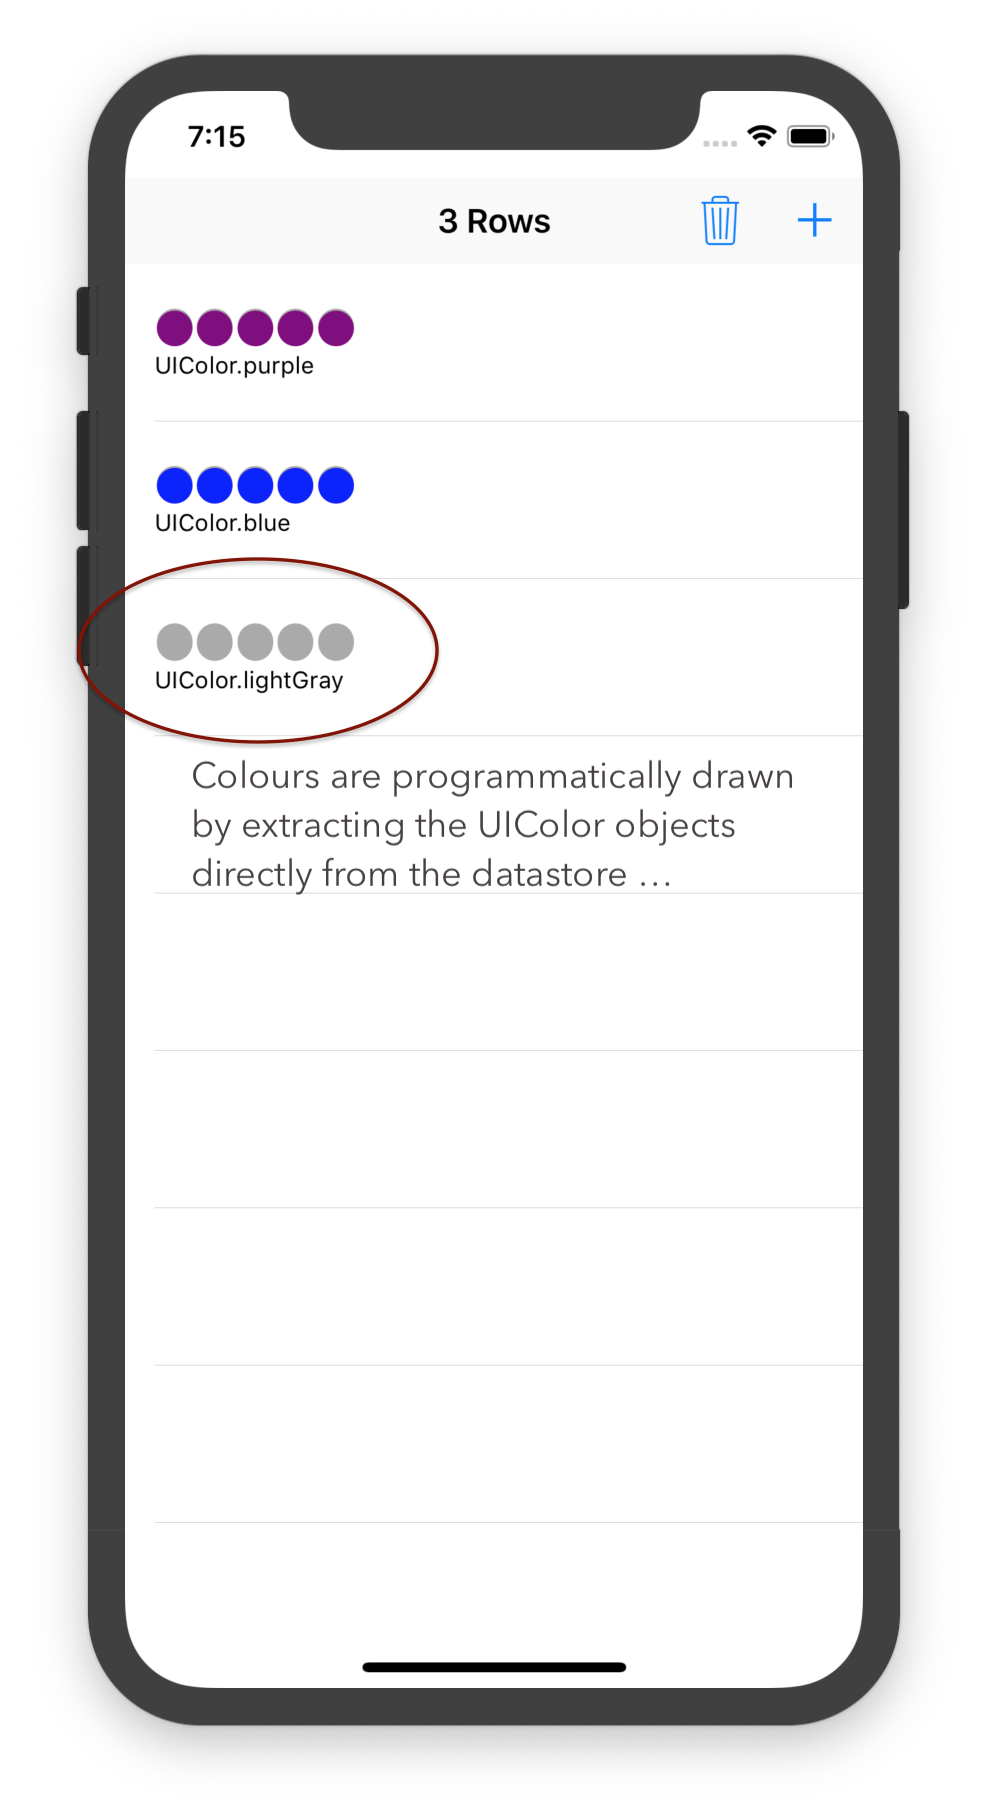 7:15
3 Rows
UIColor.purple
UIColor.blue
UIColor.lightGray
Colours are programmatically drawn
by extracting the UIColor objects
directly from the datastore ...